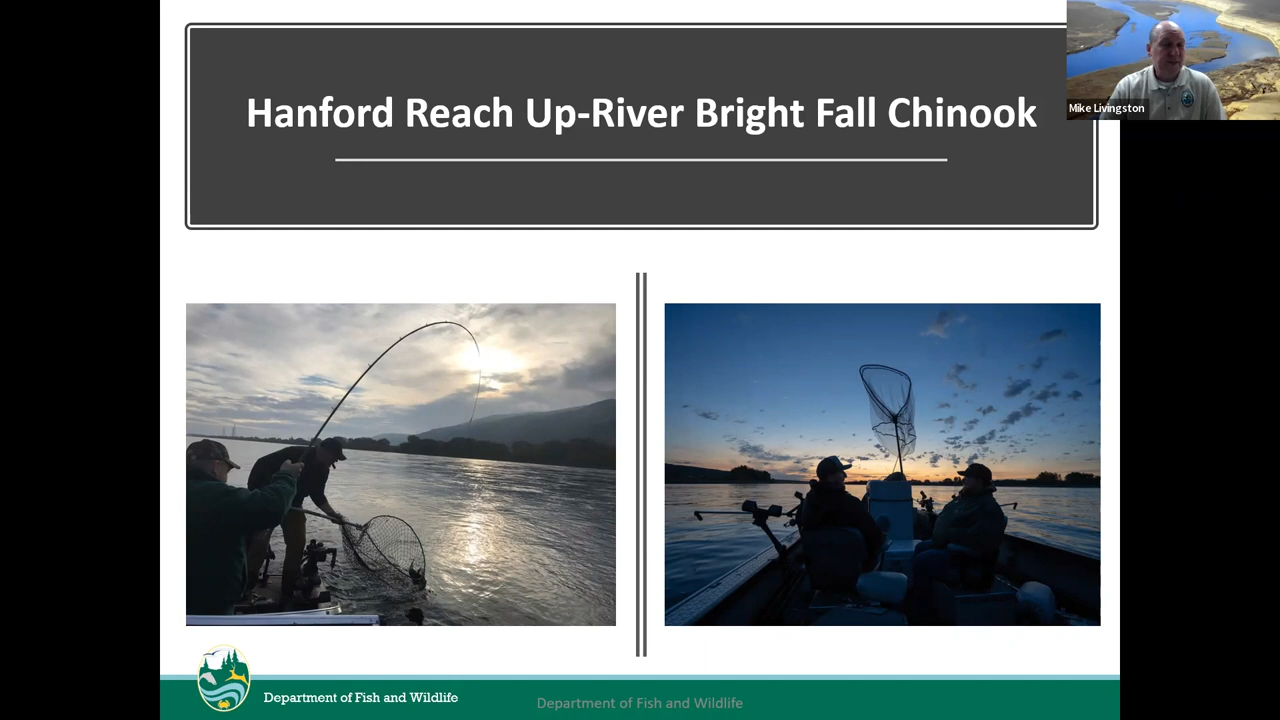 Hanford Reach Up-River Bright Fall Chinook
Mike Livingston
Department of Fish and Wildlife
Department of Fish and Wildlife